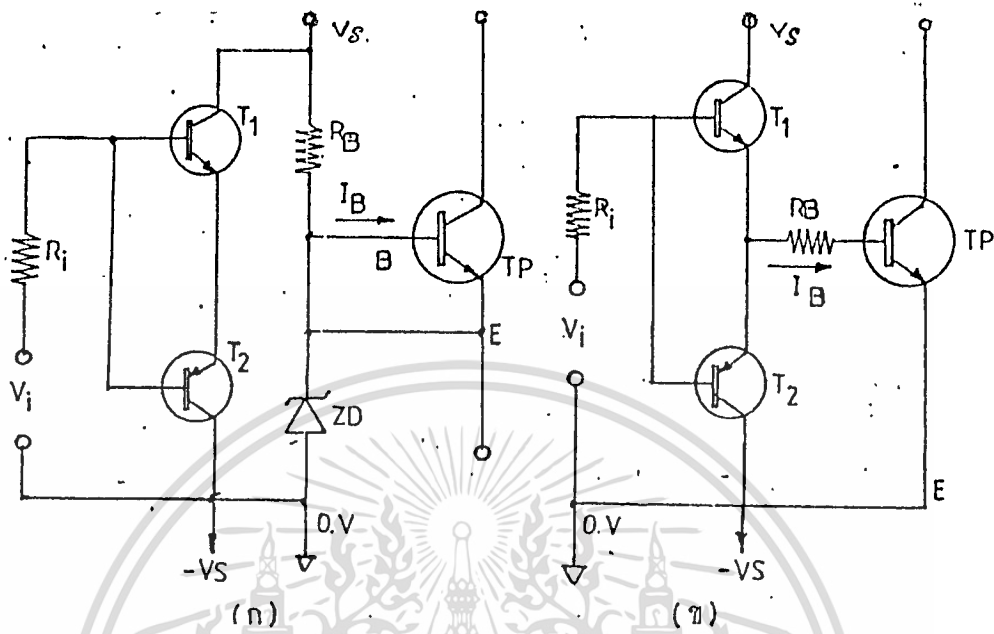 Vs.
T1
RB
IB
B
TP
Ri
T2
Vi
E
ZD
0.V
-VS
(ก)
VS
T1
Ri
RB
TP
IB
Vi
T2
E
0.V
-VS
(ข)